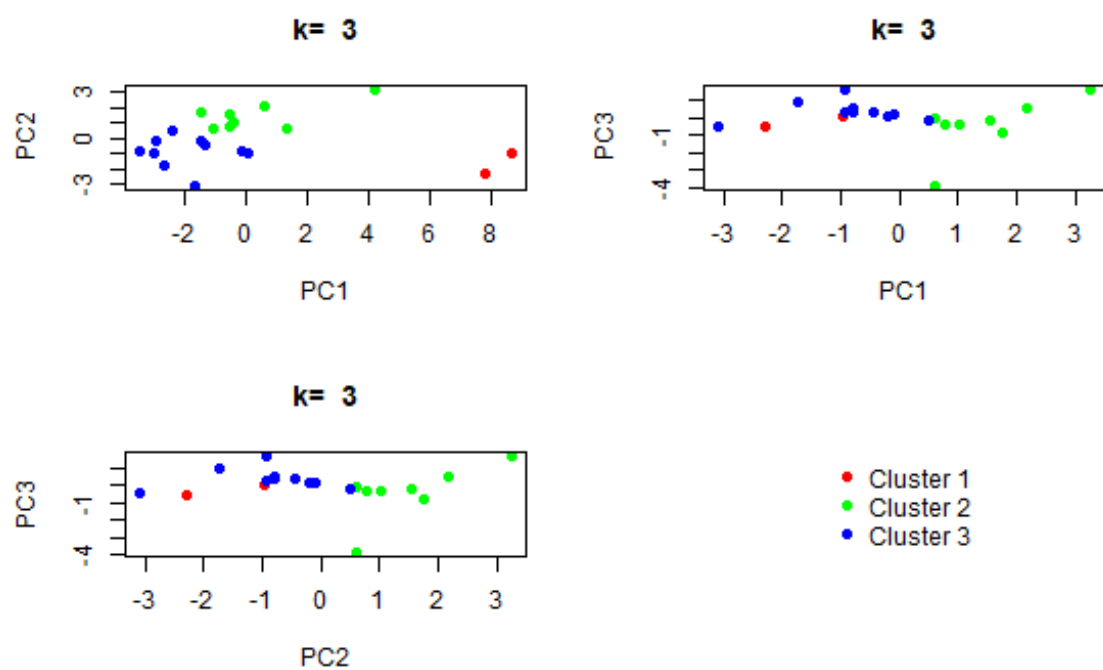 k= 3
PC2
3
0
-3
-2 0 2 4 6 8
PC1
k= 3
PC3
-1
-4
-3 -2 -1 0 1 2 3
PC1
k= 3
PC3
-1
-4
-3 -2 -1 0 1 2 3
PC2
Cluster 1
Cluster 2
Cluster 3